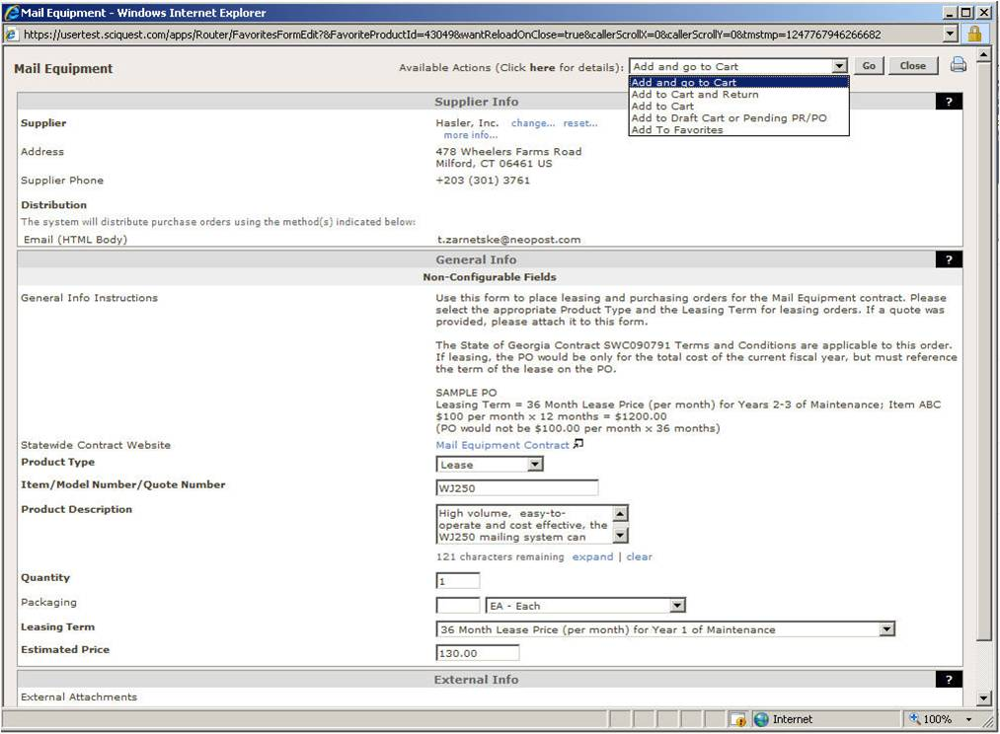 Mail Equipment - Windows Internet Explorer
https://usertest.sciquest.com/apps/Router/FavoritesFormEdit?&FavoriteProductId=43049&wantReloadOnClose=true&callerScrollX=0&callerScrollY=0&tmstmp=1247767946266682
Mail Equipment
Available Actions (Click here for details): Add and go to Cart Go Close
Add and go to Cart
Add to Cart and Return
Add to Cart
Add to Draft Cart or Pending PR/PO
Add To Favorites
Supplier Info ?
Supplier Hasler, Inc. change... reset...
more info...
Address 478 Wheelers Farms Road
Milford, CT 06461 US
Supplier Phone +203 (301) 3761
Distribution
The system will distribute purchase orders using the method(s) indicated below:
Email (HTML Body) t.zarnetske@neopost.com
General Info ?
Non-Configurable Fields
General Info Instructions Use this form to place leasing and purchasing orders for the Mail Equipment contract. Please
select the appropriate Product Type and the Leasing Term for leasing orders. If a quote was
provided, please attach it to this form.
The State of Georgia Contract SWC090791 Terms and Conditions are applicable to this order.
If leasing, the PO would be only for the total cost of the current fiscal year, but must reference
the term of the lease on the PO.
SAMPLE PO
Leasing Term = 36 Month Lease Price (per month) for Years 2-3 of Maintenance; Item ABC
$100 per month x 12 months = $1200.00
(PO would not be $100.00 per month x 36 months)
Statewide Contract Website Mail Equipment Contract
Product Type Lease
Item/Model Number/Quote Number WJ250
Product Description High volume, easy-to-
operate and cost effective, the
WJ250 mailing system can
121 characters remaining expand | clear
Quantity 1
Packaging EA - Each
Leasing Term 36 Month Lease Price (per month) for Year 1 of Maintenance
Estimated Price 130.00
External Info ?
External Attachments
Internet 100%